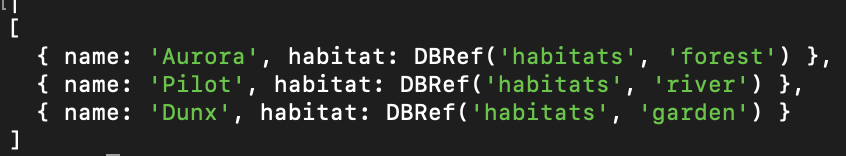 [
  { name: 'Aurora', habitat: DBRef('habitats', 'forest') },
  { name: 'Pilot', habitat: DBRef('habitats', 'river') },
  { name: 'Dunx', habitat: DBRef('habitats', 'garden') }
]